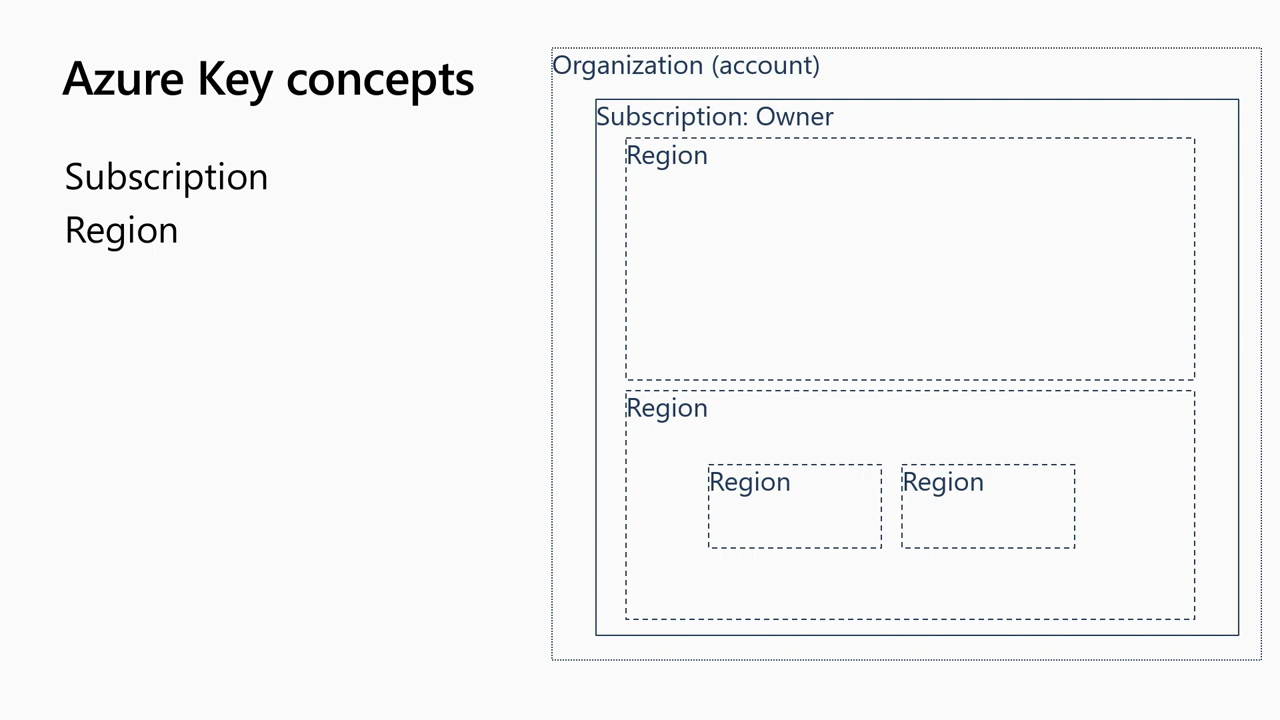 Azure Key concepts
Subscription
Region
Organization (account)
Subscription: Owner
Region
Region
Region
Region